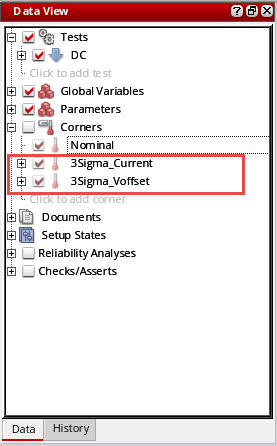 Data View
Tests
DC
Click to add test
Global Variables
Parameters
Corners
Nominal
3Sigma_Current
3Sigma_Voffset
Click to add corner
Documents
Setup States
Reliability Analyses
Checks/Asserts
Data History